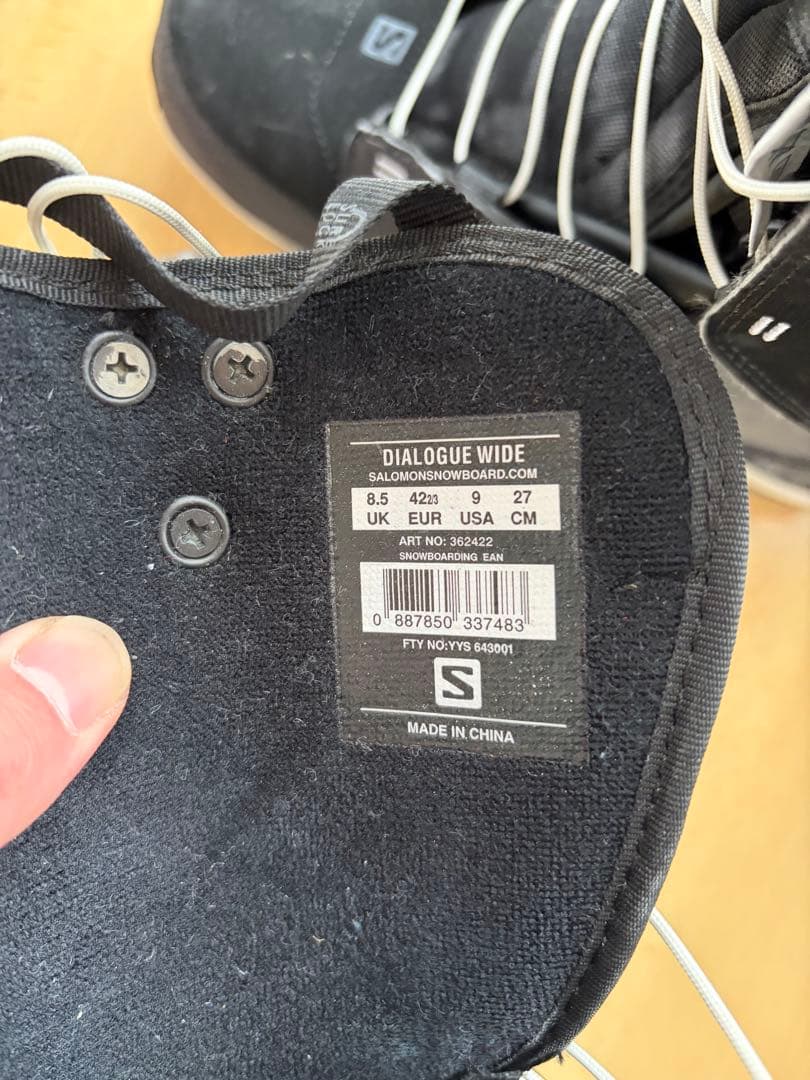 DIALOGUE WIDE
SALOMONSNOWBOARD.COM
8.5 42 2/3 9 27
UK EUR USA CM
ART NO: 362422
SNOWBOARDING EAN
0 887850 337483
FTY NO:YYS 643001
S
MADE IN CHINA